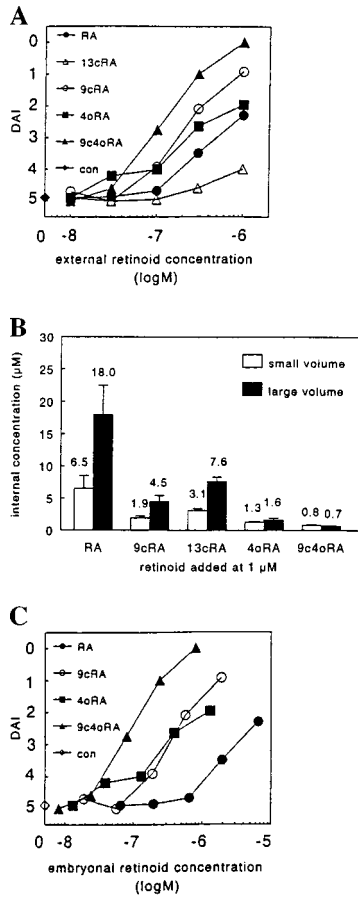 A
0
1
2
3
4
5
DAI
RA
13cRA
9cRA
4oRA
9c4oRA
con
0 -8 -7 -6
external retinoid concentration
(logM)
B
30
25
20
15
10
5
0
internal concentration (µM)
small volume
large volume
6.5 18.0
1.9 4.5
3.1 7.6
1.3 1.6
0.8 0.7
RA 9cRA 13cRA 4oRA 9c4oRA
retinoid added at 1 µM
C
0
1
2
3
4
5
DAI
RA
9cRA
4oRA
9c4oRA
con
0 -8 -7 -6 -5
embryonal retinoid concentration
(logM)